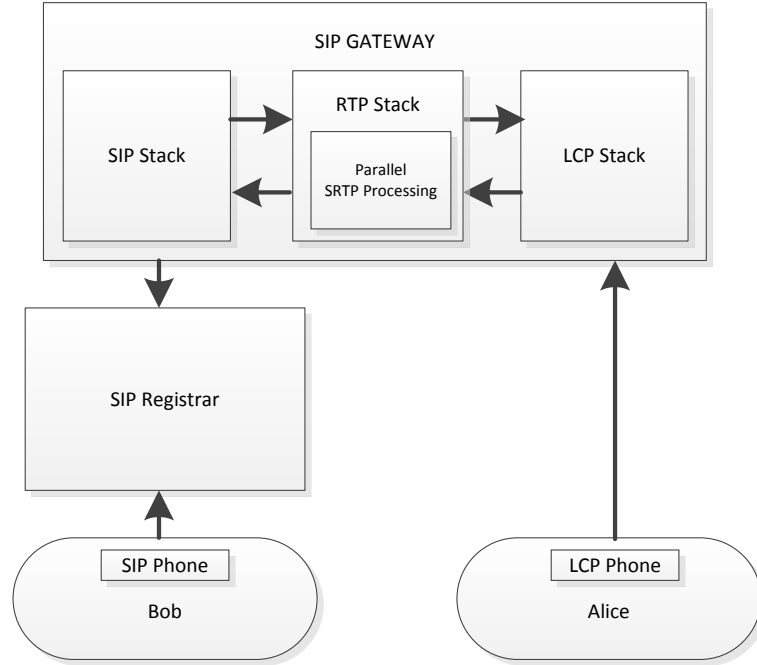 SIP GATEWAY
SIP Stack
RTP Stack
Parallel
SRTP Processing
LCP Stack
SIP Registrar
SIP Phone
Bob
LCP Phone
Alice